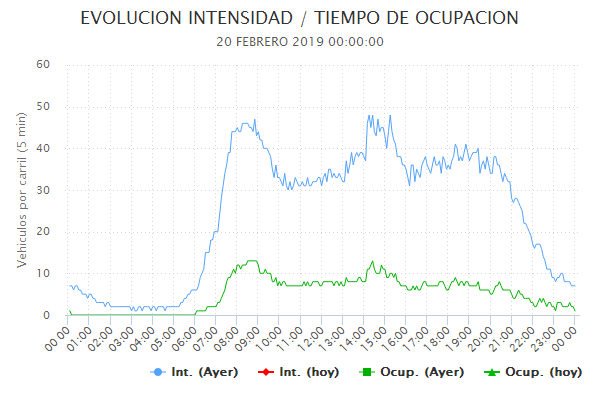 EVOLUCION INTENSIDAD / TIEMPO DE OCUPACION
20 FEBRERO 2019 00:00:00
Vehiculos por carril (5 min)
60
50
40
30
20
10
0
00:00 01:00 02:00 03:00 04:00 05:00 06:00 07:00 08:00 09:00 10:00 11:00 12:00 13:00 14:00 15:00 16:00 17:00 18:00 19:00 20:00 21:00 22:00 23:00 00:00
Int. (Ayer) Int. (hoy) Ocup. (Ayer) Ocup. (hoy)